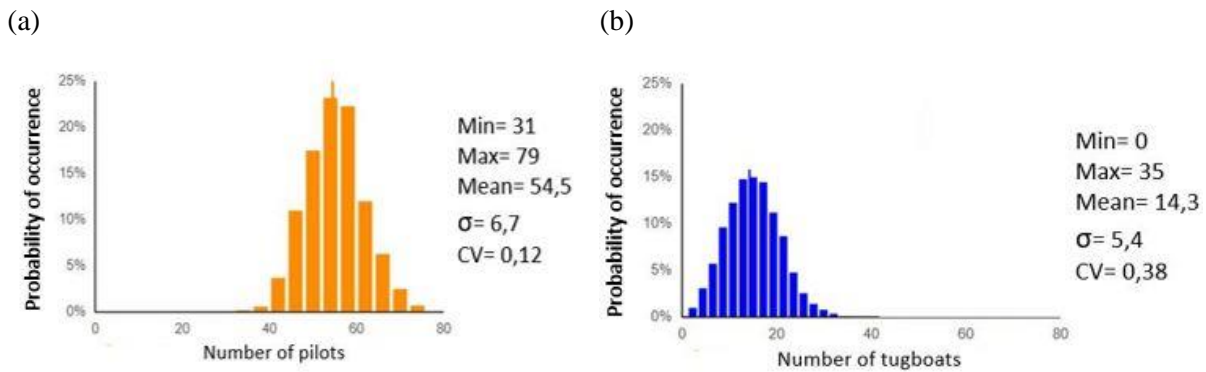 (a)
(b)
Probability of occurrence
25%
20%
15%
10%
5%
0%
0
20
40
60
80
Number of pilots
Min= 31
Max= 79
Mean= 54,5
σ= 6,7
CV= 0,12
Probability of occurrence
25%
20%
15%
10%
5%
0%
0
20
40
60
80
Number of tugboats
Min= 0
Max= 35
Mean= 14,3
σ= 5,4
CV= 0,38